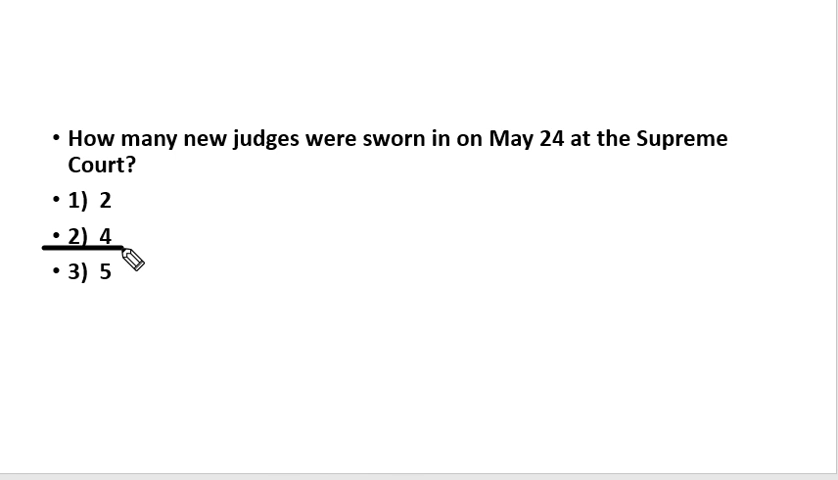 • How many new judges were sworn in on May 24 at the Supreme
Court?
• 1) 2
• 2) 4
• 3) 5